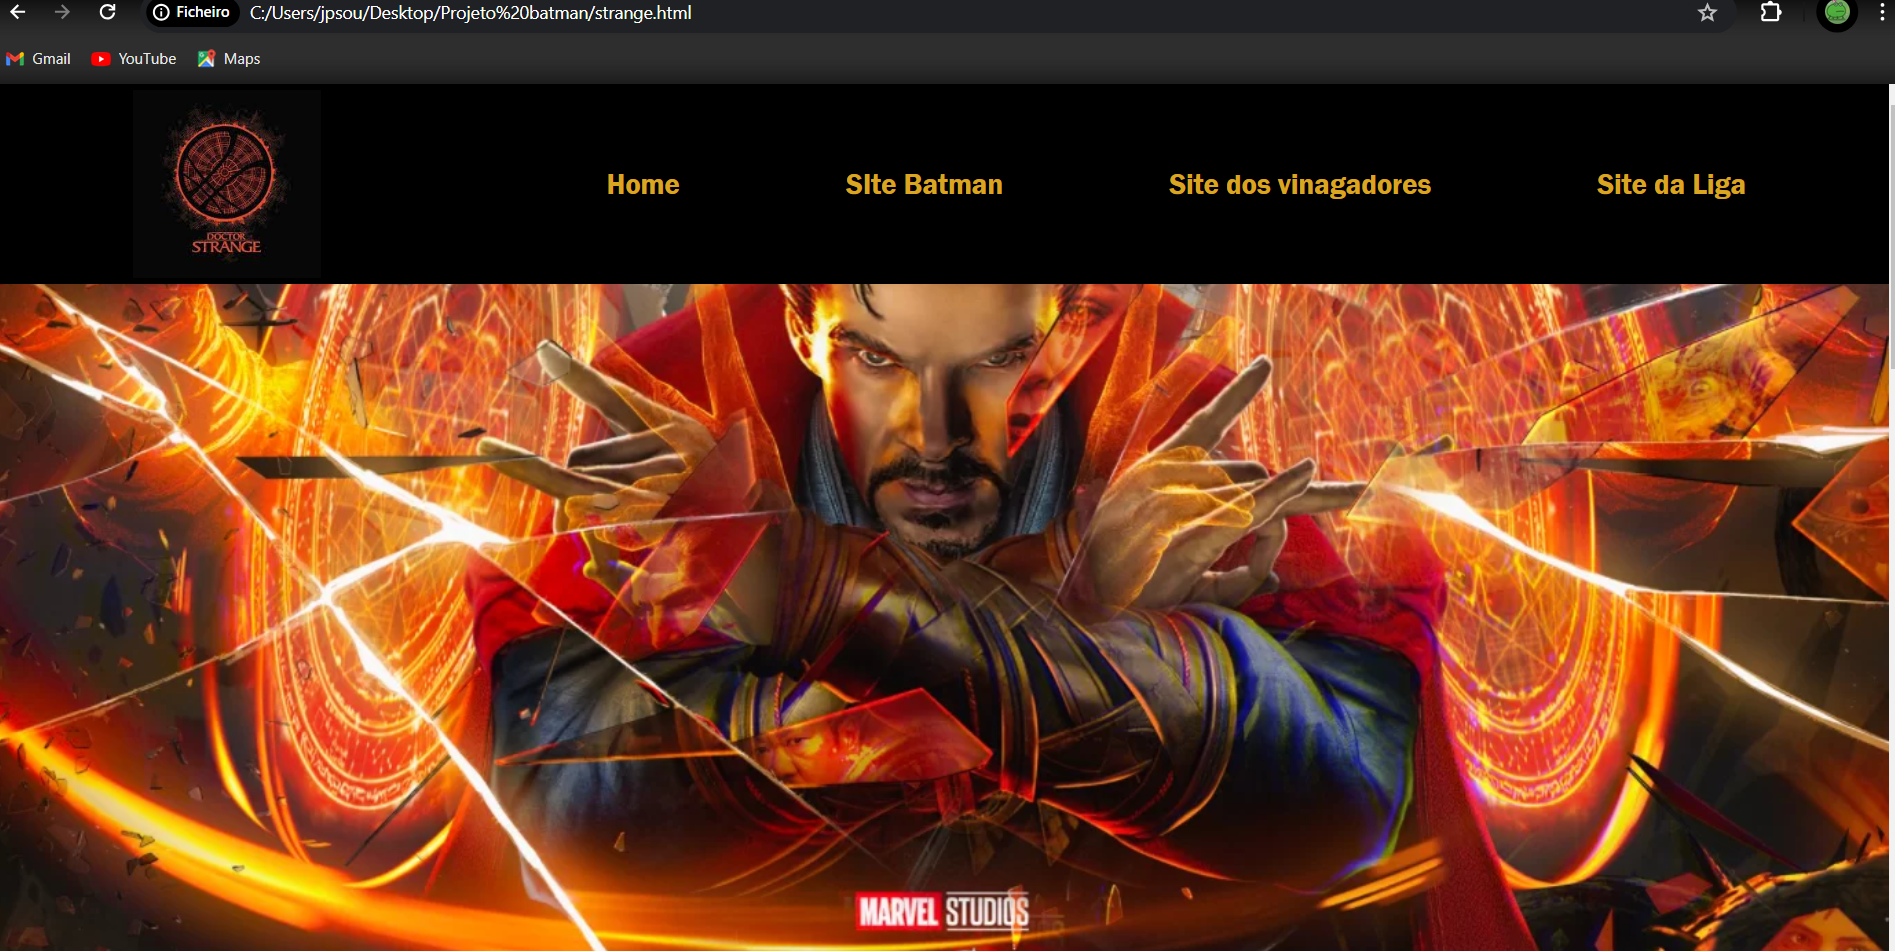 Ficheiro C:/Users/jpsou/Desktop/Projeto%20batman/strange.html
Gmail YouTube Maps
DOCTOR
STRANGE
Home SIte Batman Site dos vinagadores Site da Liga
MARVEL STUDIOS